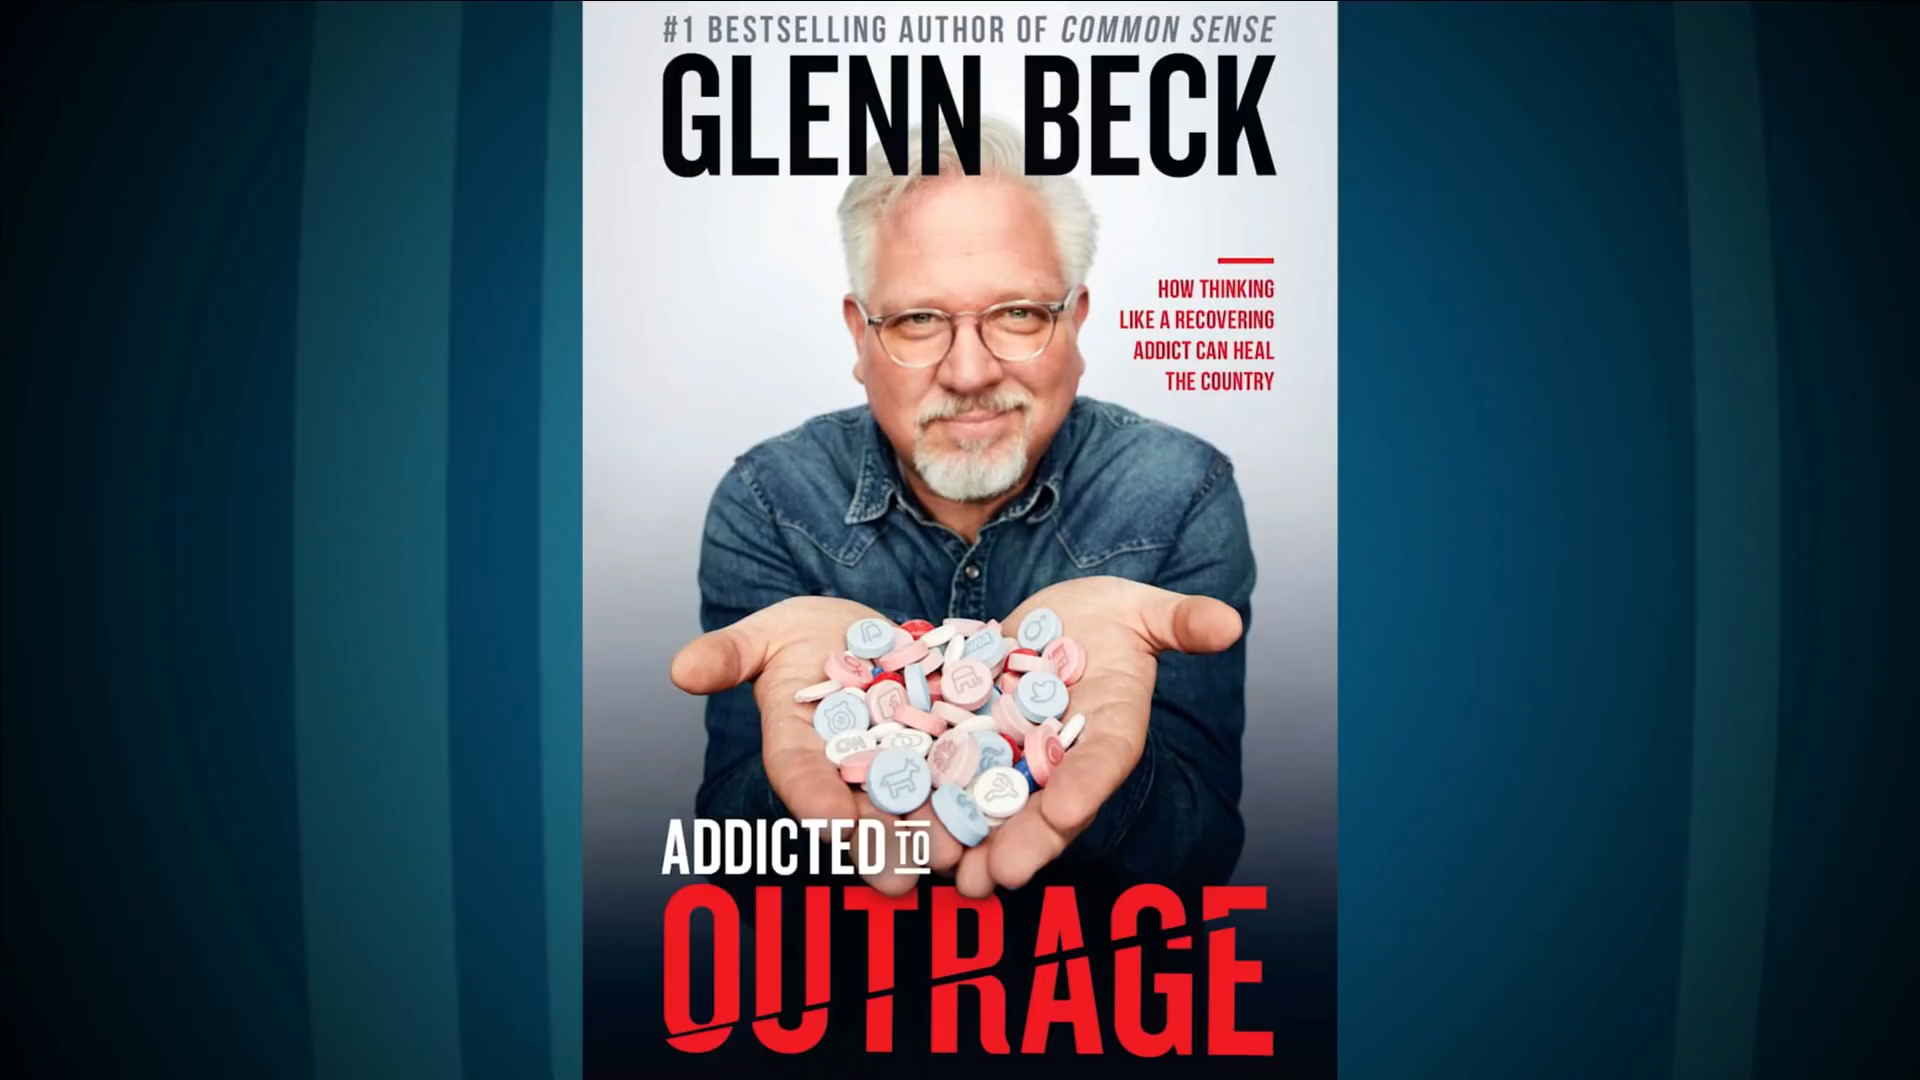 #1 BESTSELLING AUTHOR OF COMMON SENSE
GLENN BECK
HOW THINKING
LIKE A RECOVERING
ADDICT CAN HEAL
THE COUNTRY
CNN
ADDICTED TO
OUTRAGE